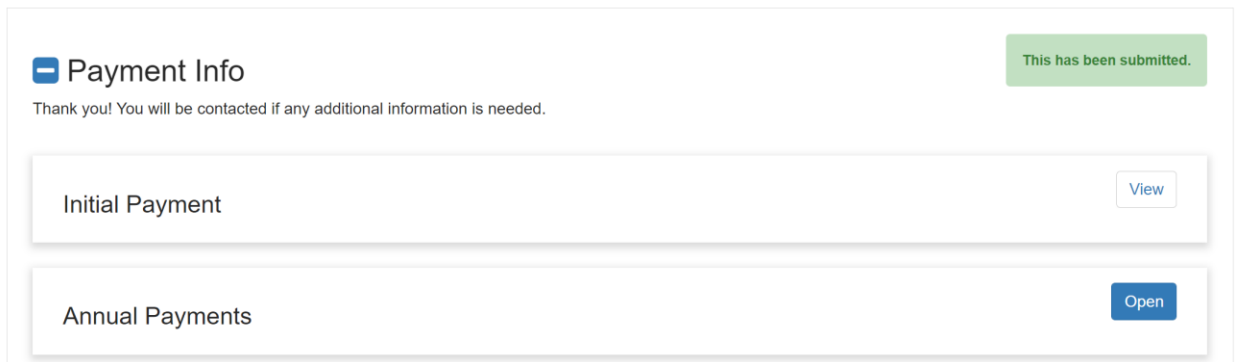 Payment Info
This has been submitted.
Thank you! You will be contacted if any additional information is needed.
Initial Payment
View
Annual Payments
Open